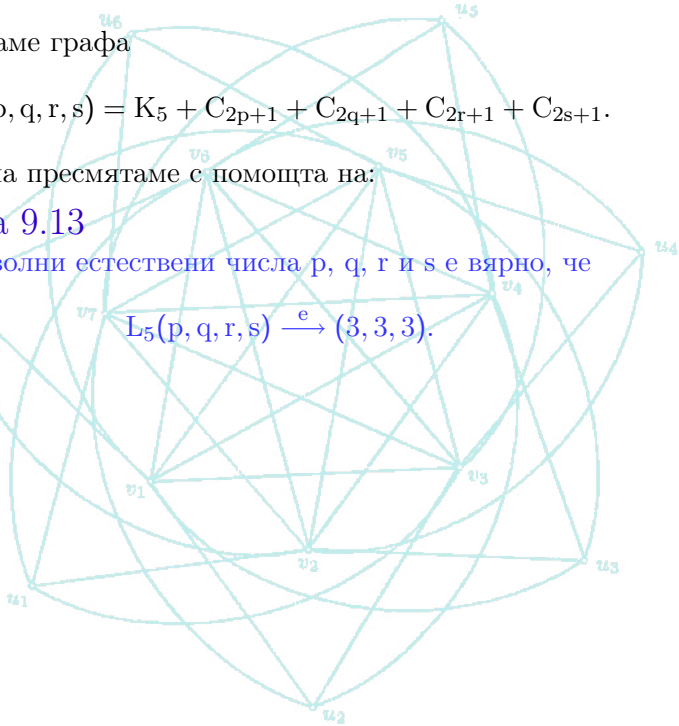 u5
u6
аме графа
p, q, r, s) = K5 + C2p+1 + C2q+1 + C2r+1 + C2s+1.
v6 v5
на пресмятаме с помощта на:
а 9.13
u4
волни естествени числа p, q, r и s е вярно, че
v4
v7
L5(p, q, r, s) —e→ (3, 3, 3).
v3
v1
v2
u3
u1
u2